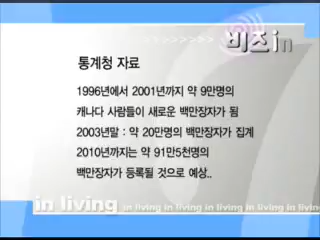 비즈in
통계청 자료
1996년에서 2001년까지 약 9만명의
캐나다 사람들이 새로운 백만장자가 됨
2003년말 : 약 20만명의 백만장자가 집계
2010년까지는 약 91만5천명의
백만장자가 등록될 것으로 예상..
in living in living in living in living in living in living